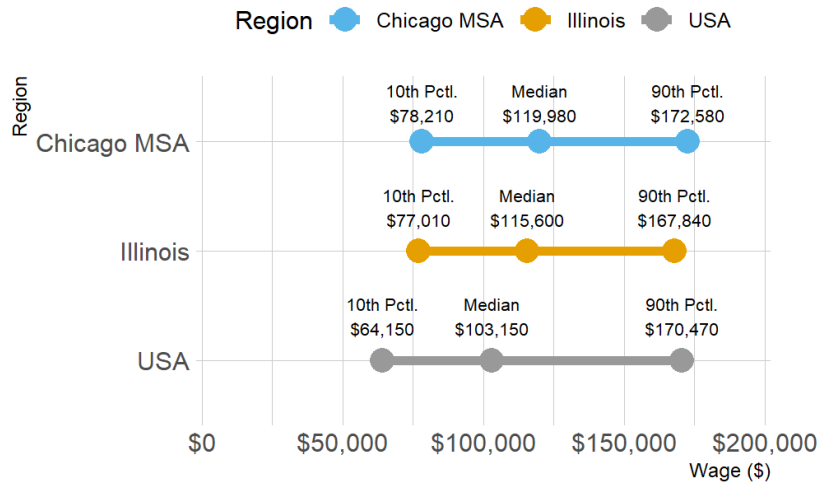 Region Chicago MSA Illinois USA
Region
10th Pctl. Median 90th Pctl.
$78,210 $119,980 $172,580
Chicago MSA
10th Pctl. Median 90th Pctl.
$77,010 $115,600 $167,840
Illinois
10th Pctl. Median 90th Pctl.
$64,150 $103,150 $170,470
USA
$0 $50,000 $100,000 $150,000 $200,000
Wage ($)